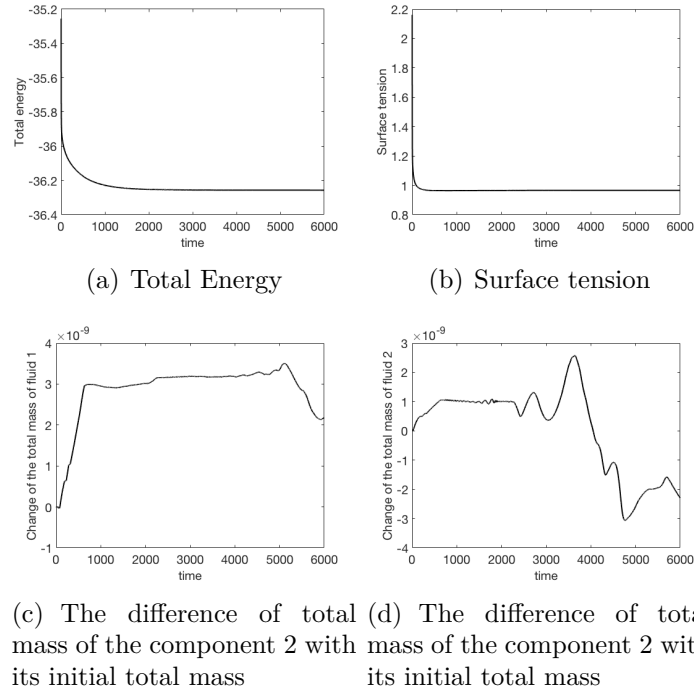 -35.2
-35.4
-35.6
-35.8
-36
-36.2
-36.4
Total energy
0 1000 2000 3000 4000 5000 6000
time
(a) Total Energy
2.2
2
1.8
1.6
1.4
1.2
1
0.8
Surface tension
0 1000 2000 3000 4000 5000 6000
time
(b) Surface tension
×10⁻⁹
4
3
2
1
0
-1
Change of the total mass of fluid 1
0 1000 2000 3000 4000 5000 6000
time
(c) The difference of total
mass of the component 2 with
its initial total mass
×10⁻⁹
3
2
1
0
-1
-2
-3
-4
Change of the total mass of fluid 2
0 1000 2000 3000 4000 5000 6000
time
(d) The difference of tota
mass of the component 2 wit
its initial total mass